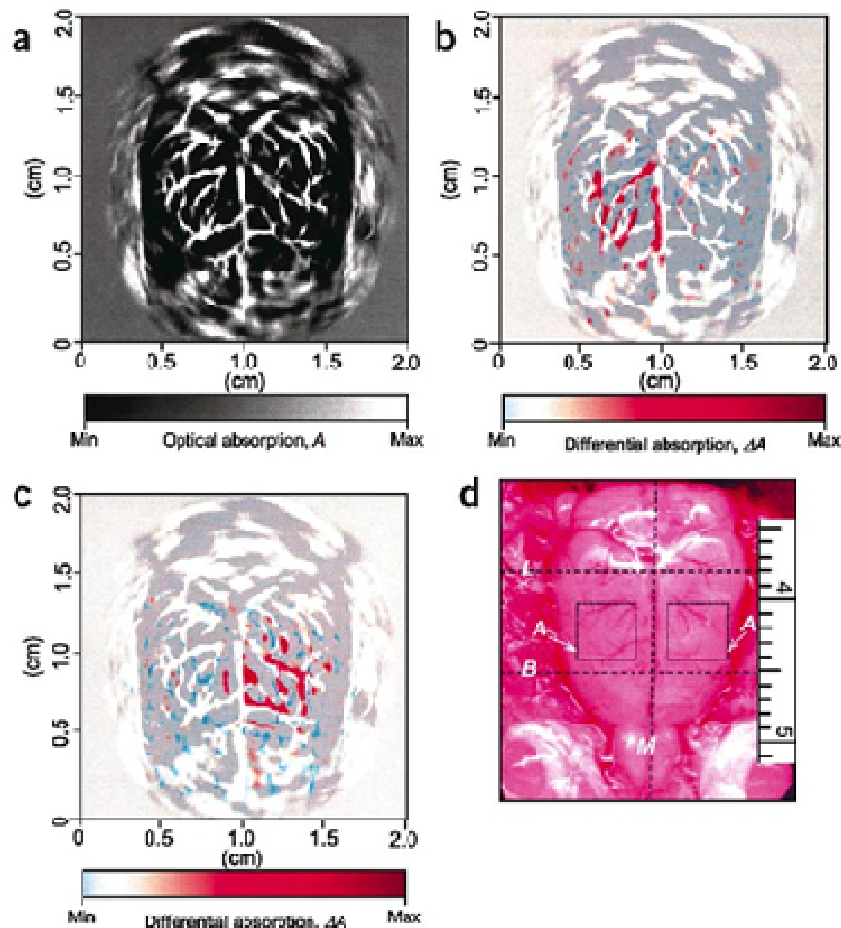 a
2.0
1.5
1.0
0.5
0
(cm)
0 0.5 1.0 1.5 2.0
(cm)
Min Optical absorption, A Max
b
2.0
1.5
1.0
0.5
0
(cm)
0 0.5 1.0 1.5 2.0
(cm)
Min Differential absorption, ΔA Max
c
2.0
1.5
1.0
0.5
0
(cm)
0 0.5 1.0 1.5 2.0
(cm)
Min Differential absorption, ΔA Max
d
L
4
A A
B
M
5